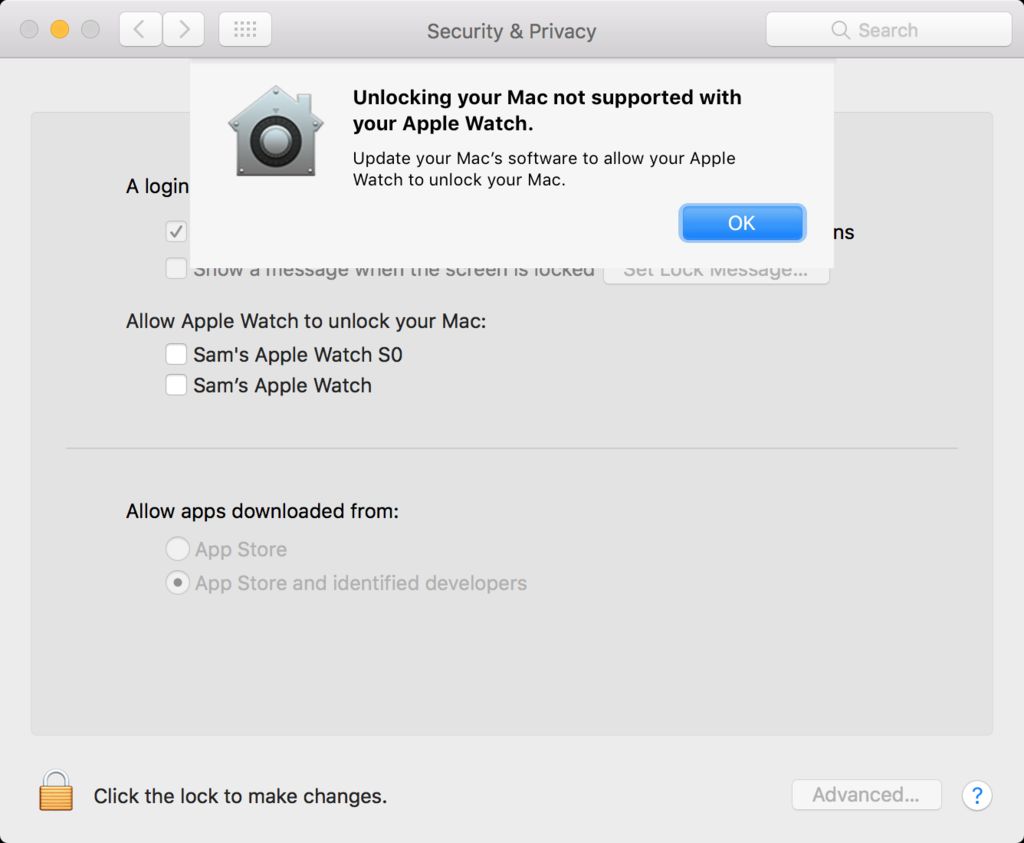 Security & Privacy
Search
Unlocking your Mac not supported with
your Apple Watch.
Update your Mac's software to allow your Apple
Watch to unlock your Mac.
OK
A login
ns
Show a message when the screen is locked
Set Lock Message...
Allow Apple Watch to unlock your Mac:
Sam's Apple Watch S0
Sam’s Apple Watch
Allow apps downloaded from:
App Store
App Store and identified developers
Click the lock to make changes.
Advanced...
?